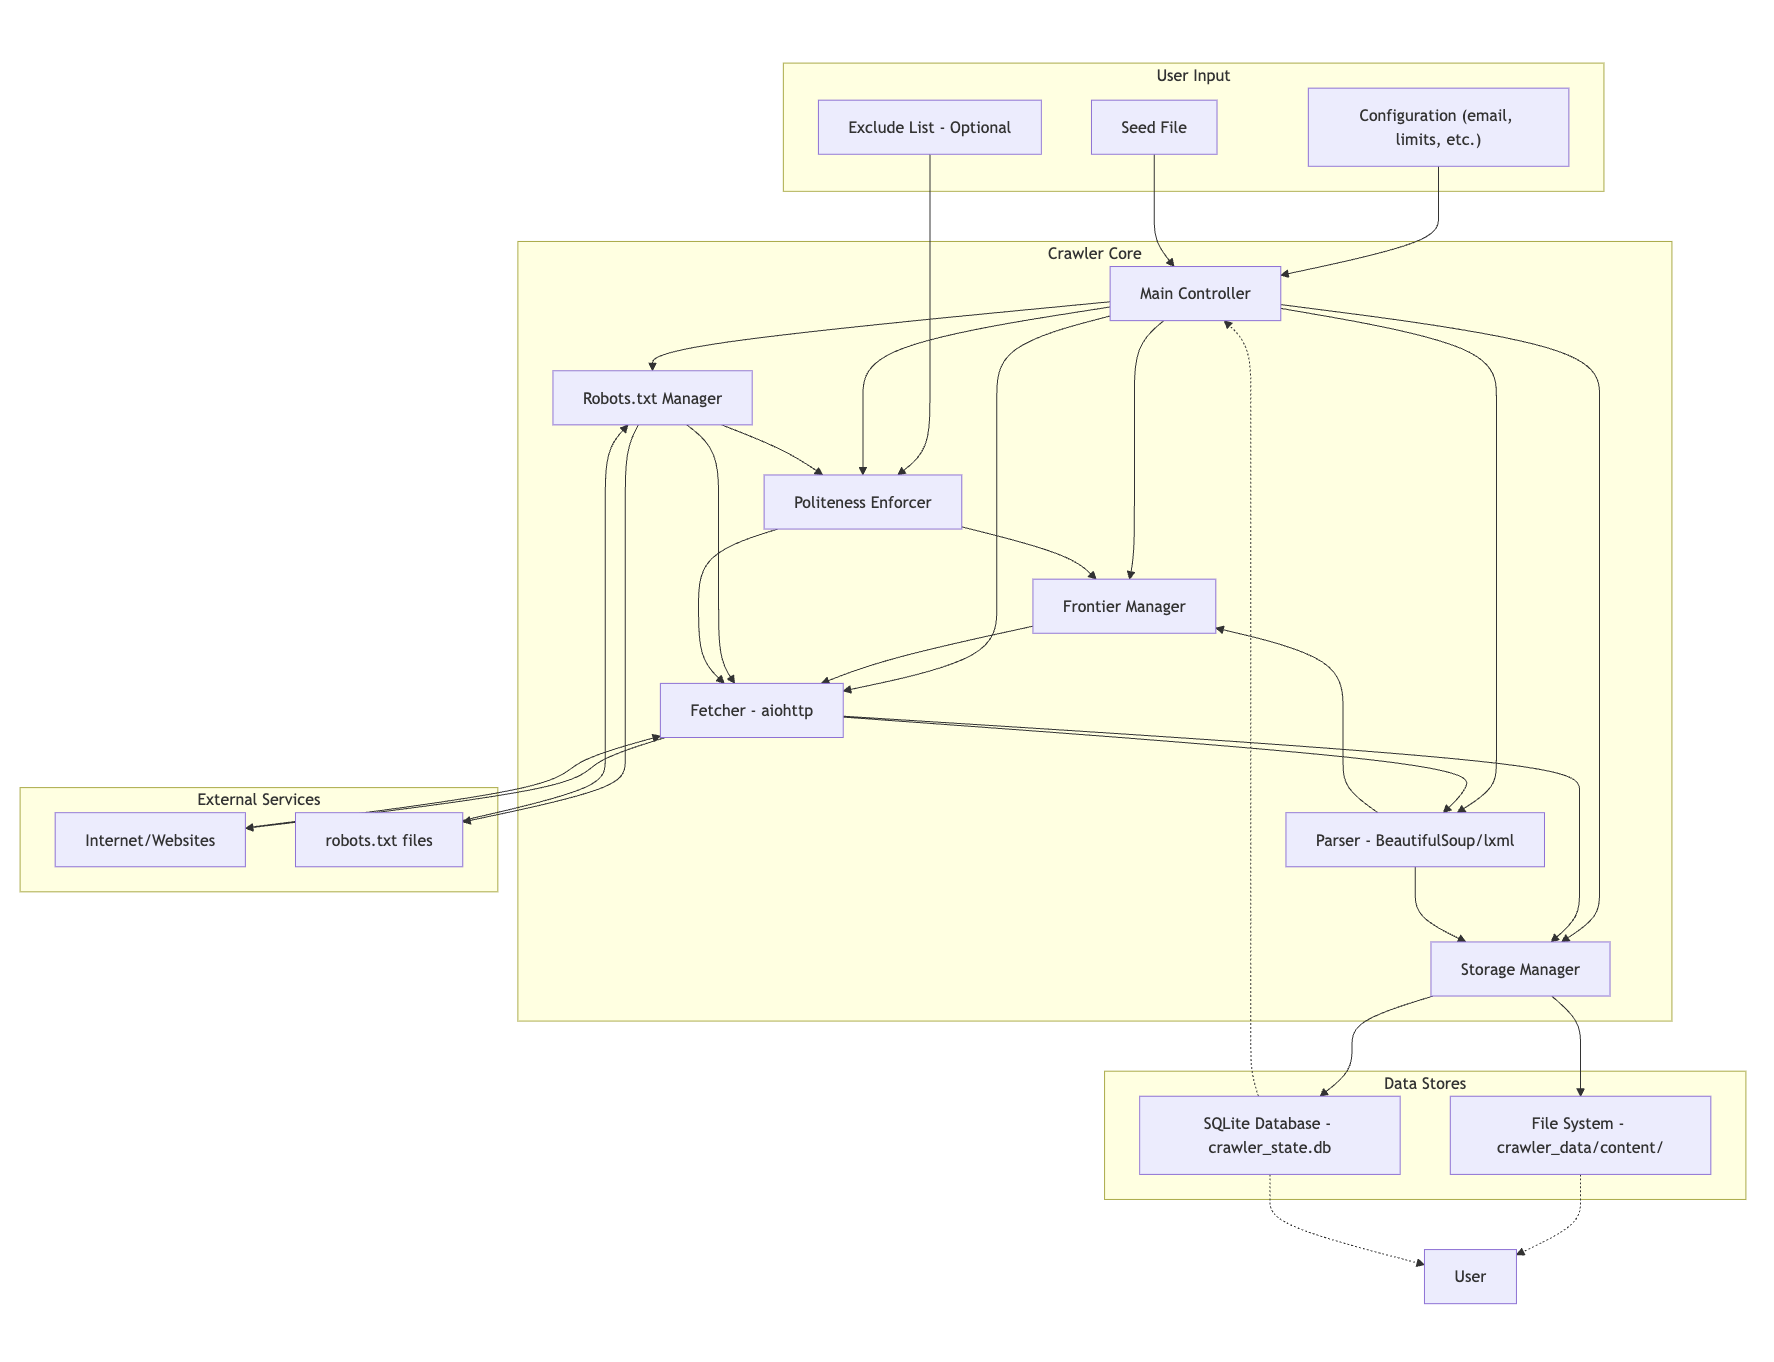 User Input
Exclude List - Optional
Seed File
Configuration (email,
limits, etc.)
Crawler Core
Main Controller
Robots.txt Manager
Politeness Enforcer
Frontier Manager
Fetcher - aiohttp
External Services
Internet/Websites
robots.txt files
Parser - BeautifulSoup/lxml
Storage Manager
Data Stores
SQLite Database -
crawler_state.db
File System -
crawler_data/content/
User